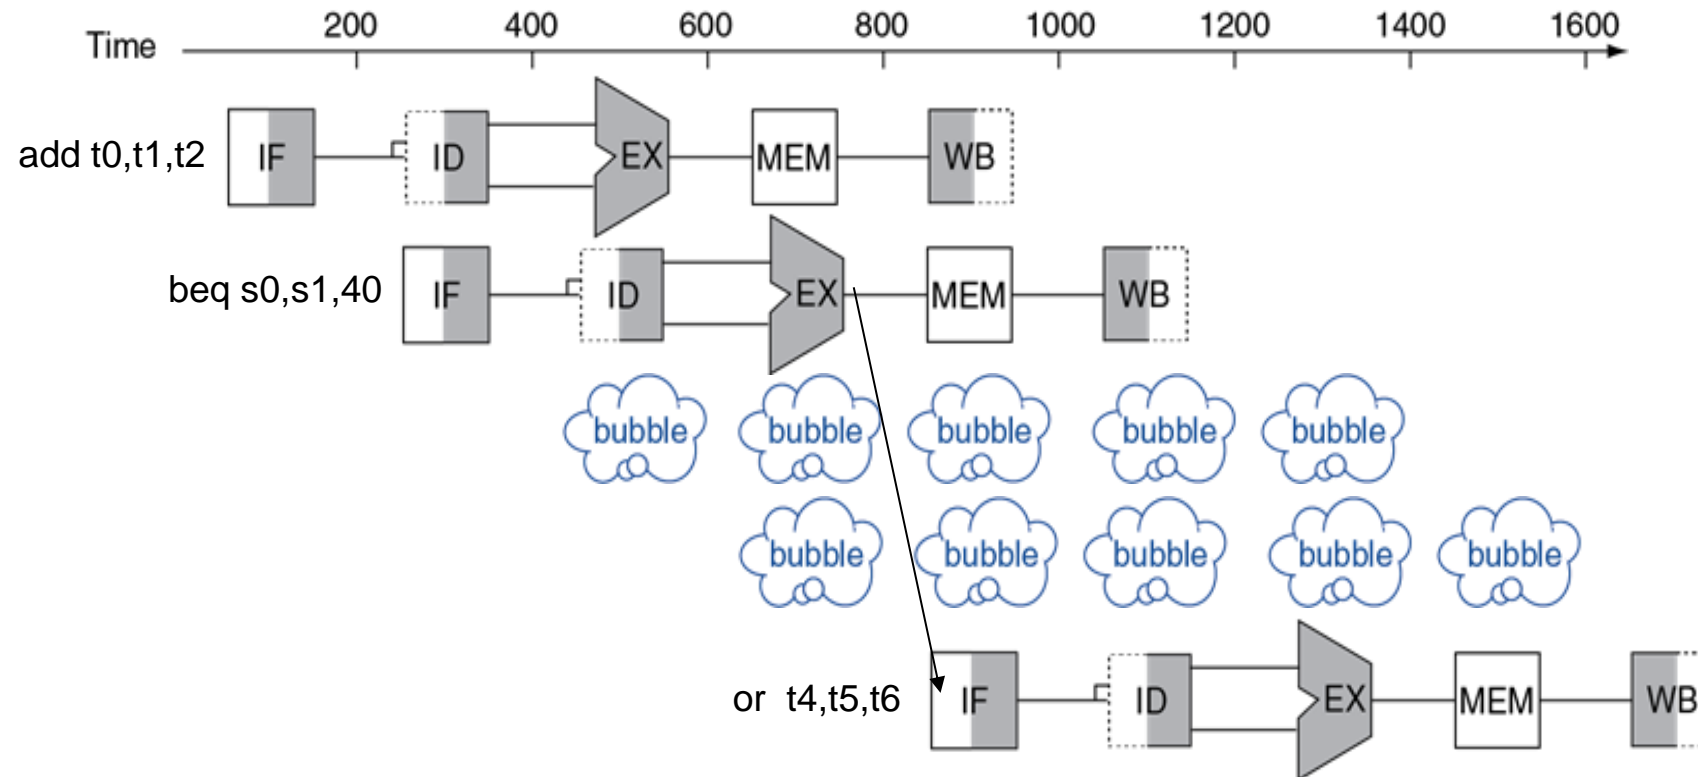 200 400 600 800 1000 1200 1400 1600
Time
add t0,t1,t2 IF ID EX MEM WB
beq s0,s1,40 IF ID EX MEM WB
bubble bubble bubble bubble bubble
bubble bubble bubble bubble bubble
or t4,t5,t6 IF ID EX MEM WB